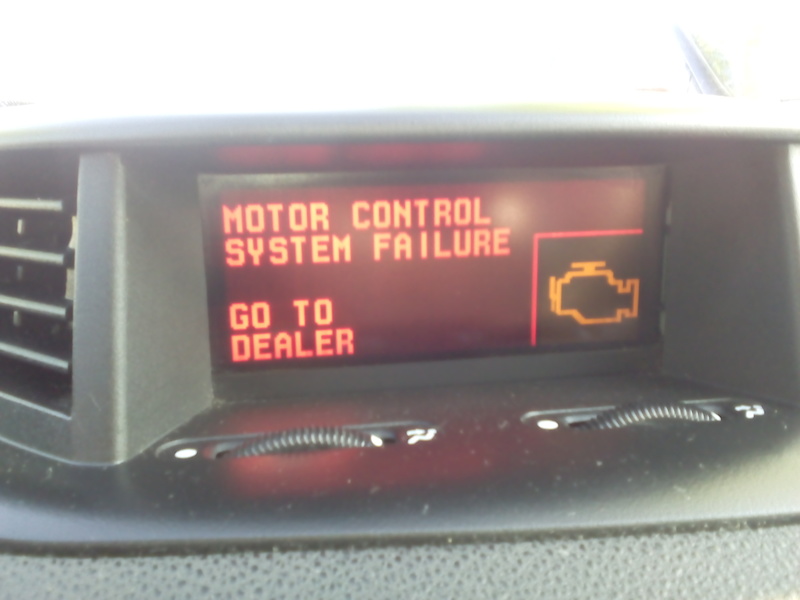 MOTOR CONTROL
SYSTEM FAILURE
GO TO
DEALER